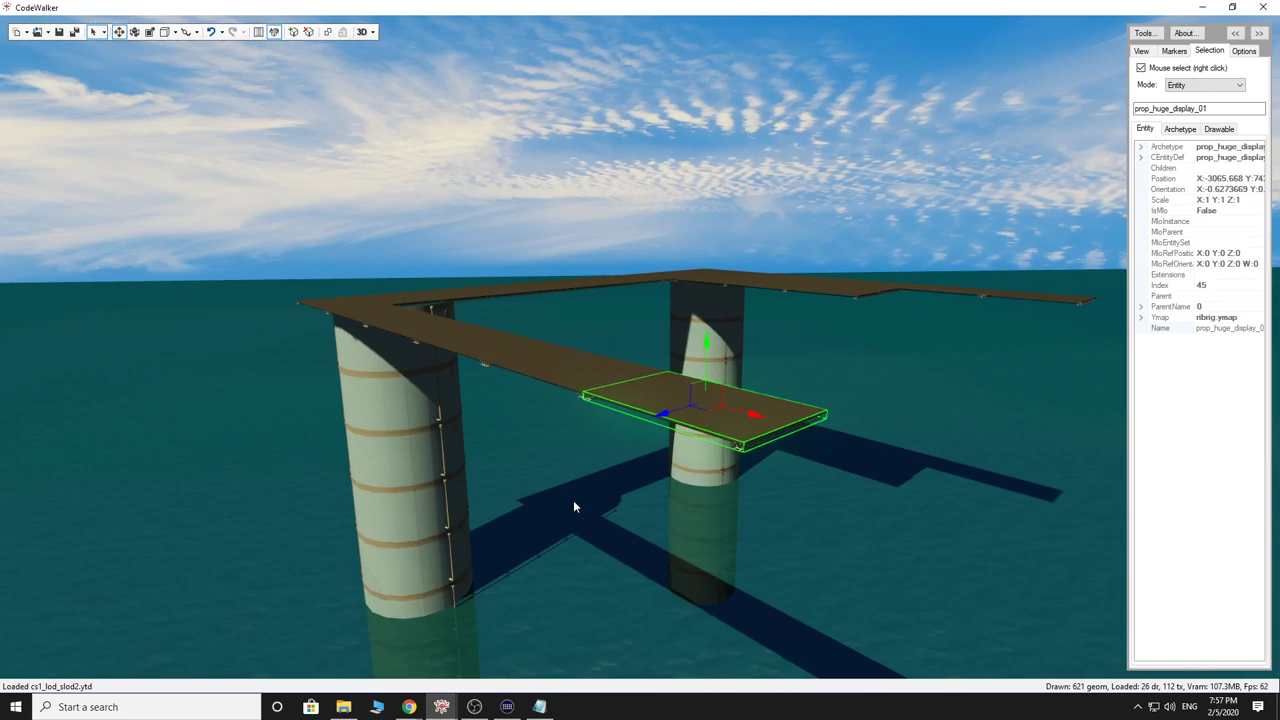 CodeWalker
3D
Tools... About... << >>
View Markers Selection Options
Mouse select (right click)
Mode: Entity
prop_huge_display_01
Entity Archetype Drawable
Archetype prop_huge_display
CEntityDef prop_huge_display
Children
Position X:-3065.668 Y:743
Orientation X:-0.6273669 Y:0.
Scale X:1 Y:1 Z:1
IsMlo False
MloInstance
MloParent
MloEntitySet
MloRefPositic X:0 Y:0 Z:0
MloRefOrient X:0 Y:0 Z:0 W:0
Extensions
Index 45
Parent
ParentName 0
Ymap ribrig.ymap
Name prop_huge_display_0
Loaded cs1_lod_slod2.ytd
Drawn: 621 geom, Loaded: 26 dr, 112 tx, Vram: 107.3MB, Fps: 62
Start a search
ENG
7:57 PM
2/5/2020